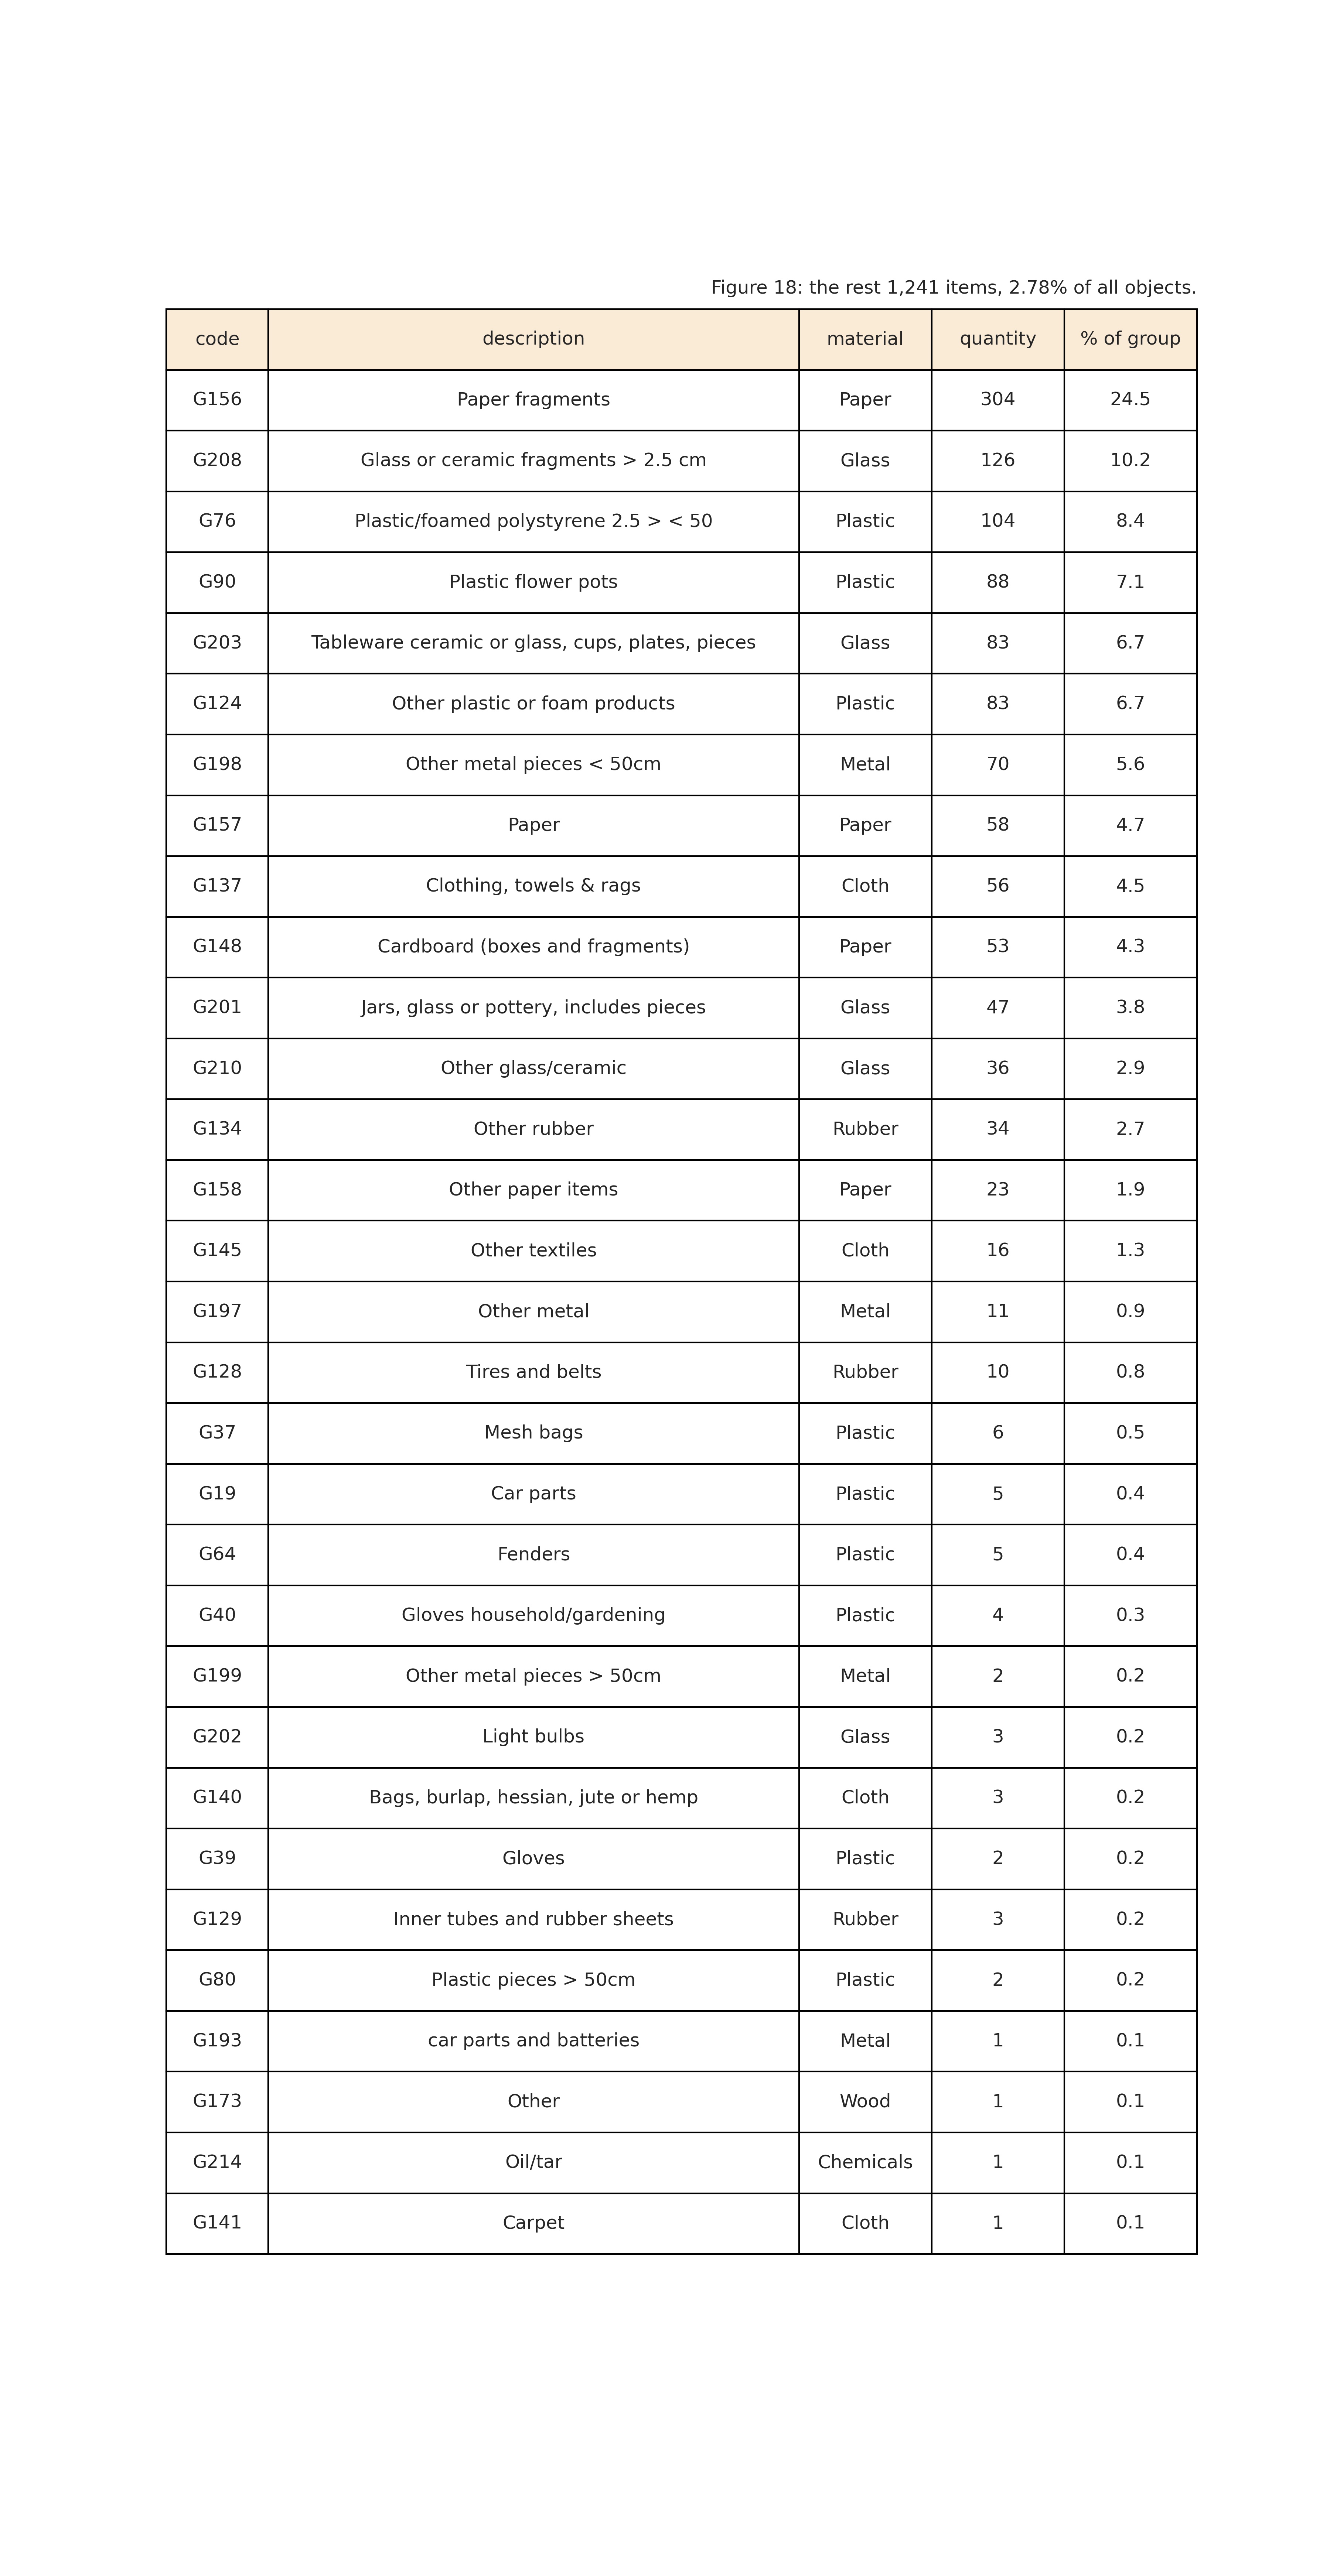 Figure 18: the rest 1,241 items, 2.78% of all objects.
code description material quantity % of group
G156 Paper fragments Paper 304 24.5
G208 Glass or ceramic fragments > 2.5 cm Glass 126 10.2
G76 Plastic/foamed polystyrene 2.5 > < 50 Plastic 104 8.4
G90 Plastic flower pots Plastic 88 7.1
G203 Tableware ceramic or glass, cups, plates, pieces Glass 83 6.7
G124 Other plastic or foam products Plastic 83 6.7
G198 Other metal pieces < 50cm Metal 70 5.6
G157 Paper Paper 58 4.7
G137 Clothing, towels & rags Cloth 56 4.5
G148 Cardboard (boxes and fragments) Paper 53 4.3
G201 Jars, glass or pottery, includes pieces Glass 47 3.8
G210 Other glass/ceramic Glass 36 2.9
G134 Other rubber Rubber 34 2.7
G158 Other paper items Paper 23 1.9
G145 Other textiles Cloth 16 1.3
G197 Other metal Metal 11 0.9
G128 Tires and belts Rubber 10 0.8
G37 Mesh bags Plastic 6 0.5
G19 Car parts Plastic 5 0.4
G64 Fenders Plastic 5 0.4
G40 Gloves household/gardening Plastic 4 0.3
G199 Other metal pieces > 50cm Metal 2 0.2
G202 Light bulbs Glass 3 0.2
G140 Bags, burlap, hessian, jute or hemp Cloth 3 0.2
G39 Gloves Plastic 2 0.2
G129 Inner tubes and rubber sheets Rubber 3 0.2
G80 Plastic pieces > 50cm Plastic 2 0.2
G193 car parts and batteries Metal 1 0.1
G173 Other Wood 1 0.1
G214 Oil/tar Chemicals 1 0.1
G141 Carpet Cloth 1 0.1